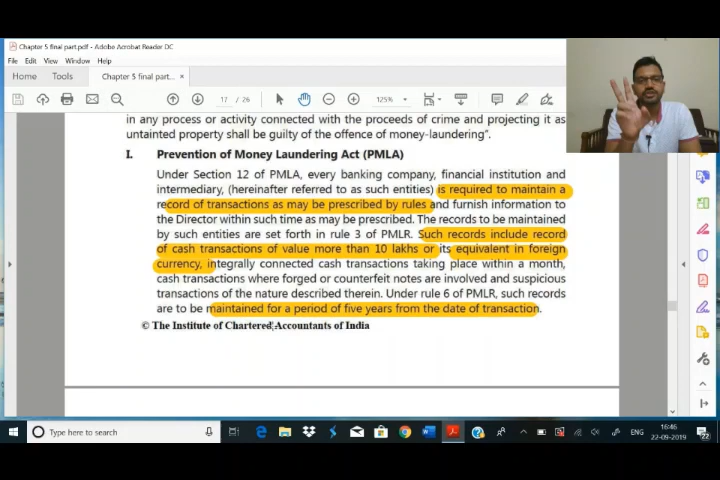 Chapter 5 final part.pdf - Adobe Acrobat Reader DC
File Edit View Window Help
Home Tools Chapter 5 final part... ×
17 / 26 125%
in any process or activity connected with the proceeds of crime and projecting it as
untainted property shall be guilty of the offence of money-laundering".
I. Prevention of Money Laundering Act (PMLA)
Under Section 12 of PMLA, every banking company, financial institution and
intermediary, (hereinafter referred to as such entities) is required to maintain a
record of transactions as may be prescribed by rules and furnish information to
the Director within such time as may be prescribed. The records to be maintained
by such entities are set forth in rule 3 of PMLR. Such records include record
of cash transactions of value more than 10 lakhs or its equivalent in foreign
currency, integrally connected cash transactions taking place within a month,
cash transactions where forged or counterfeit notes are involved and suspicious
transactions of the nature described therein. Under rule 6 of PMLR, such records
are to be maintained for a period of five years from the date of transaction.
© The Institute of Chartered Accountants of India
Type here to search
ENG
16:46
22-09-2019
22